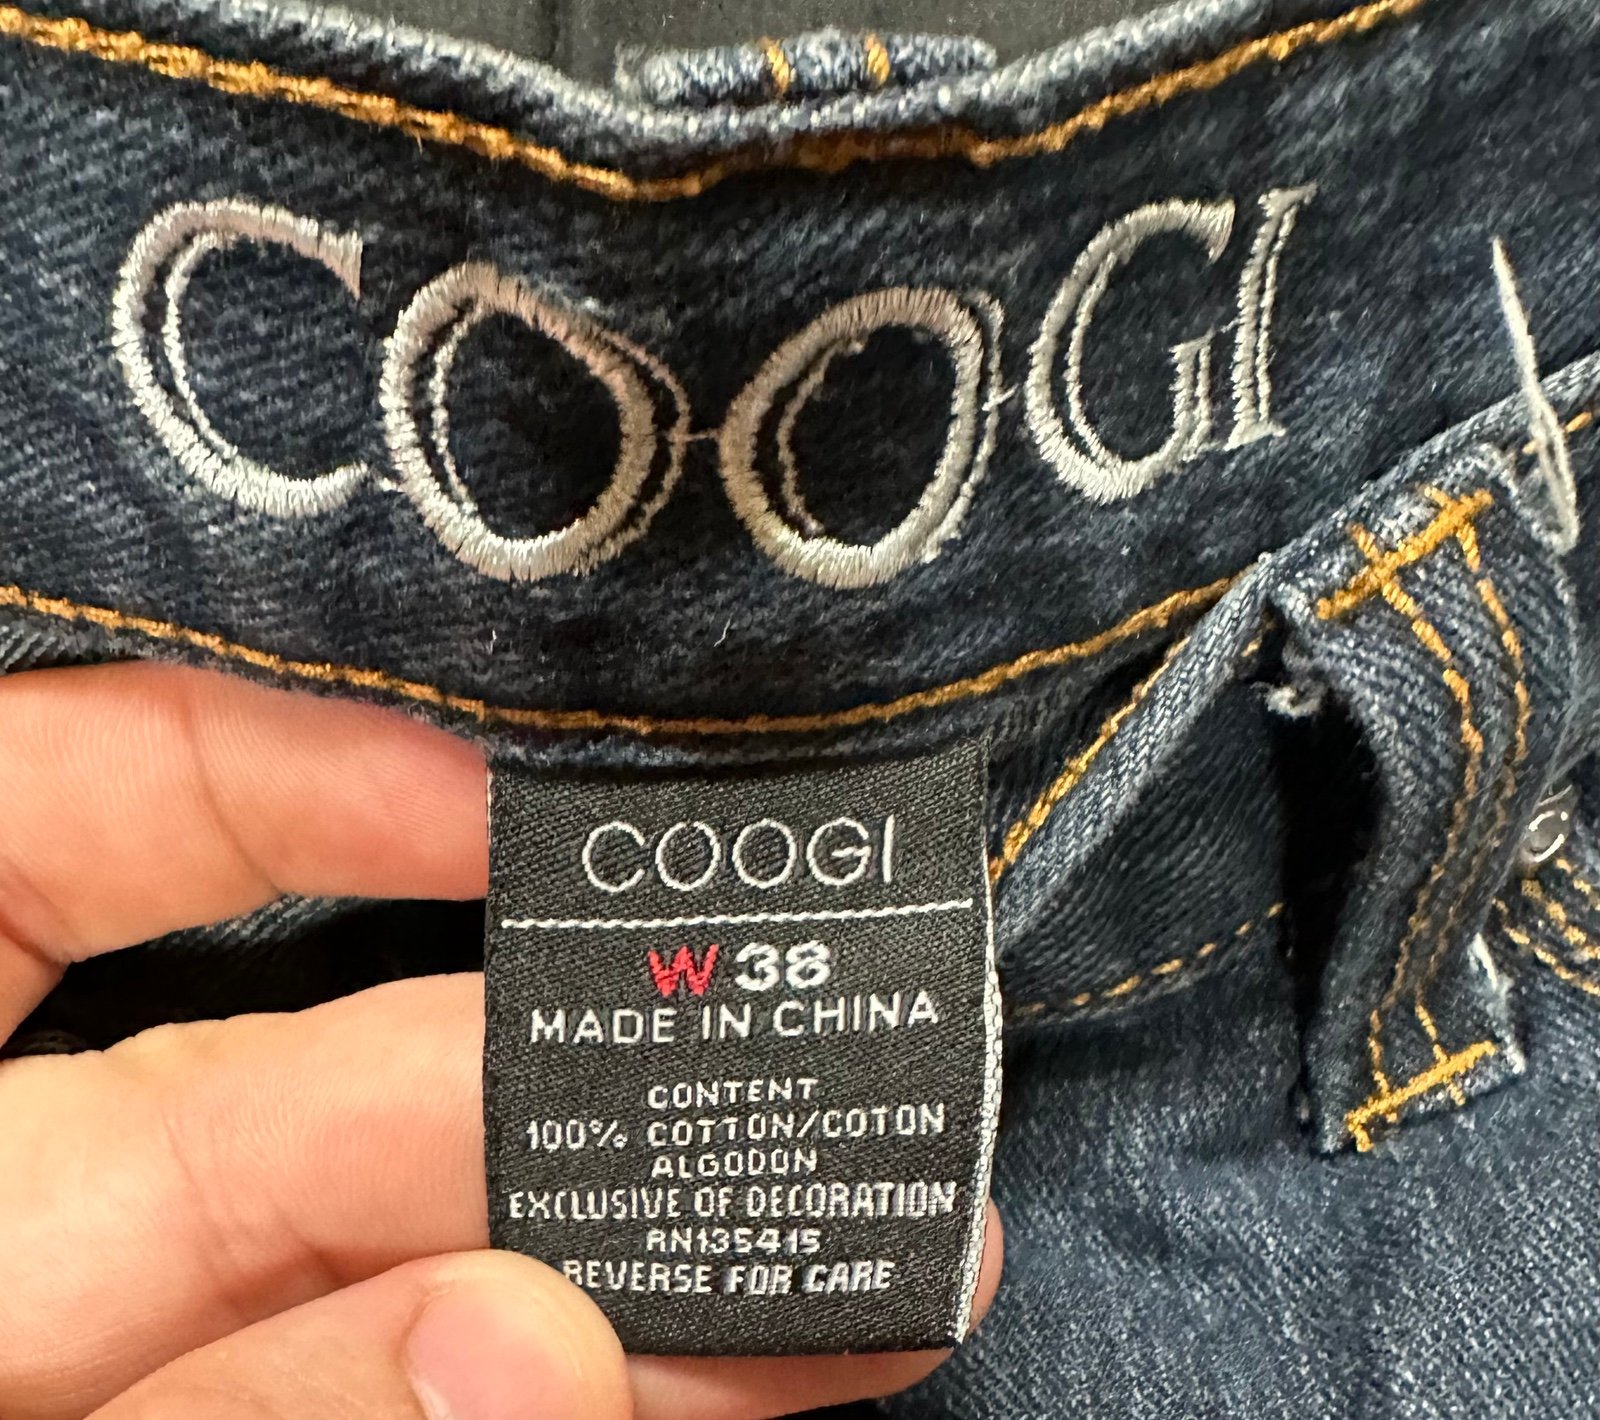 COOGI
COOGI
W 38
MADE IN CHINA
CONTENT
100% COTTON/COTON
ALGODON
EXCLUSIVE OF DECORATION
RN135415
REVERSE FOR CARE